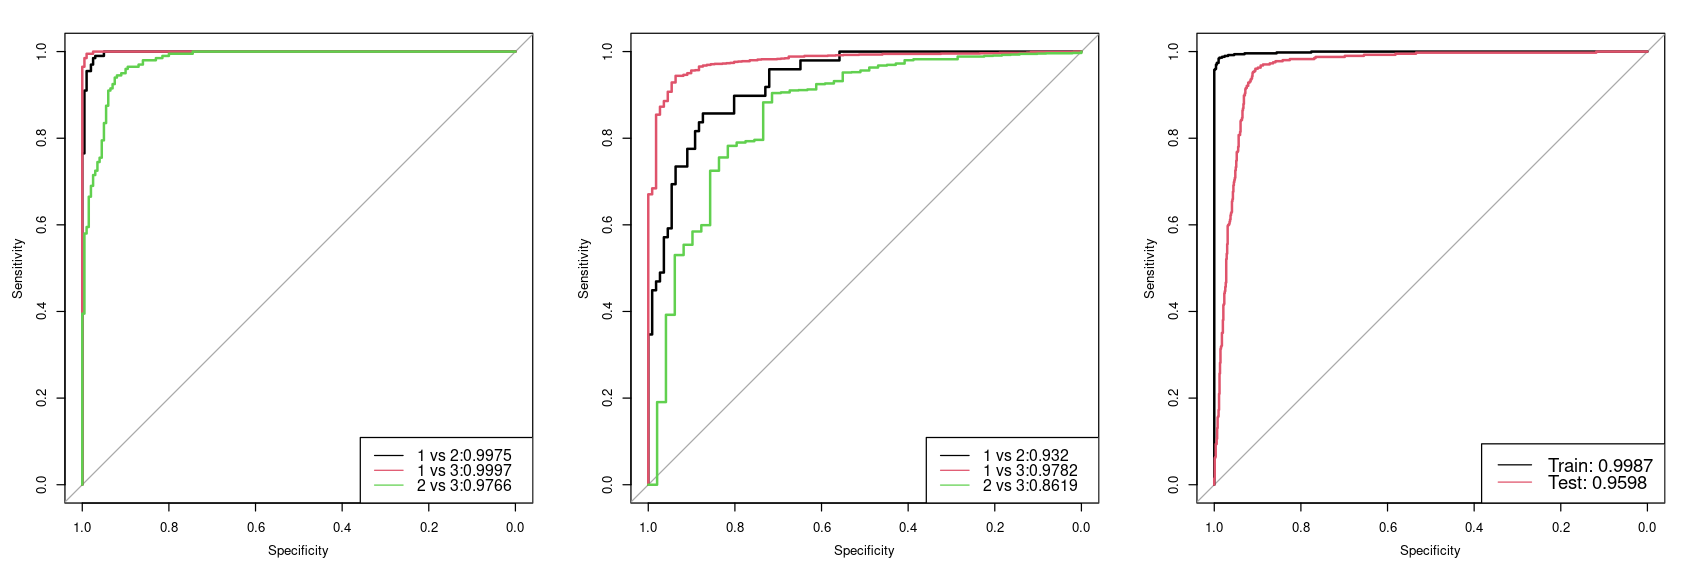 Sensitivity
1.0
0.8
0.6
0.4
0.2
0.0
1 vs 2:0.9975
1 vs 3:0.9997
2 vs 3:0.9766
1.0 0.8 0.6 0.4 0.2 0.0
Specificity
Sensitivity
1.0
0.8
0.6
0.4
0.2
0.0
1 vs 2:0.932
1 vs 3:0.9782
2 vs 3:0.8619
1.0 0.8 0.6 0.4 0.2 0.0
Specificity
Sensitivity
1.0
0.8
0.6
0.4
0.2
0.0
Train: 0.9987
Test: 0.9598
1.0 0.8 0.6 0.4 0.2 0.0
Specificity